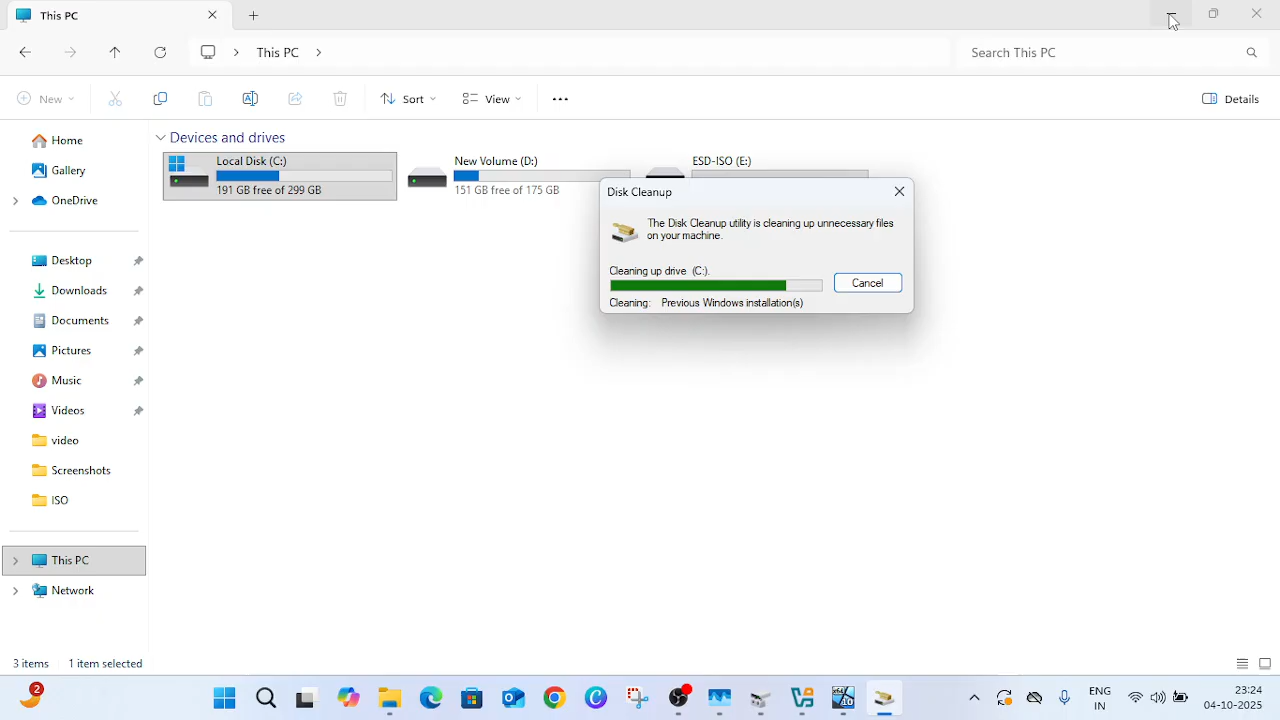 This PC
This PC
Search This PC
New
Sort
View
Details
Home
Gallery
OneDrive
Desktop
Downloads
Documents
Pictures
Music
Videos
video
Screenshots
ISO
This PC
Network
Devices and drives
Local Disk (C:)
191 GB free of 299 GB
New Volume (D:)
151 GB free of 175 GB
ESD-ISO (E:)
Disk Cleanup
The Disk Cleanup utility is cleaning up unnecessary files
on your machine.
Cleaning up drive (C:).
Cancel
Cleaning: Previous Windows installation(s)
3 items 1 item selected
2
ENG
IN
23:24
04-10-2025